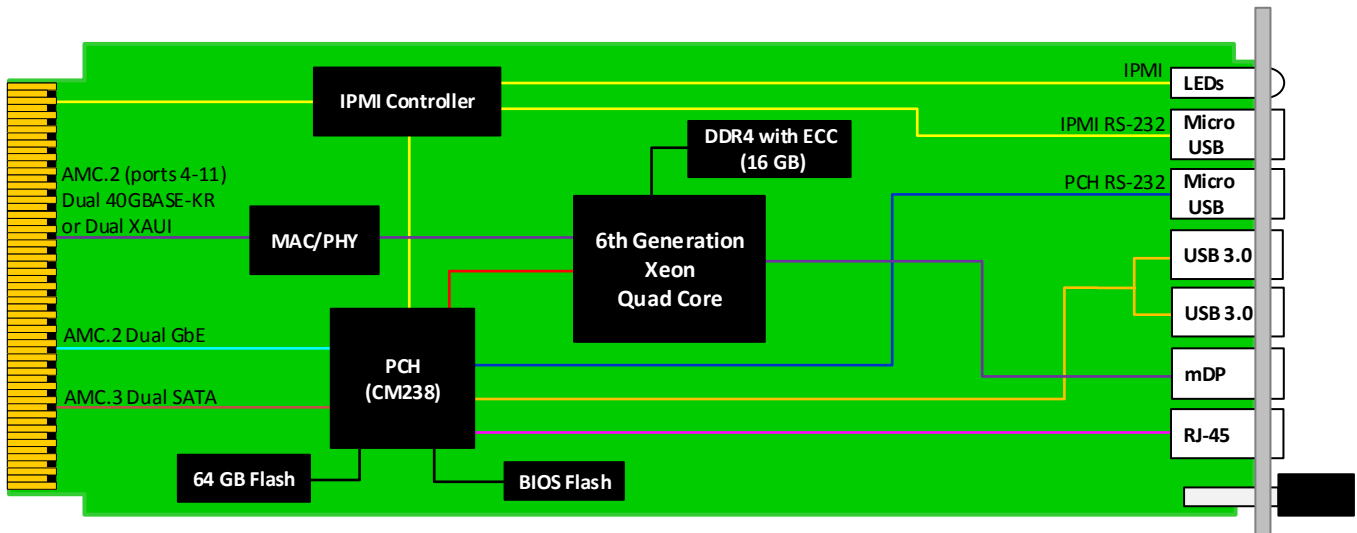 IPMI
LEDs
IPMI Controller
IPMI RS-232
Micro
USB
DDR4 with ECC
(16 GB)
AMC.2 (ports 4-11)
Dual 40GBASE-KR
or Dual XAUI
PCH RS-232
Micro
USB
MAC/PHY
6th Generation
Xeon
Quad Core
USB 3.0
USB 3.0
AMC.2 Dual GbE
PCH
(CM238)
mDP
AMC.3 Dual SATA
RJ-45
64 GB Flash
BIOS Flash